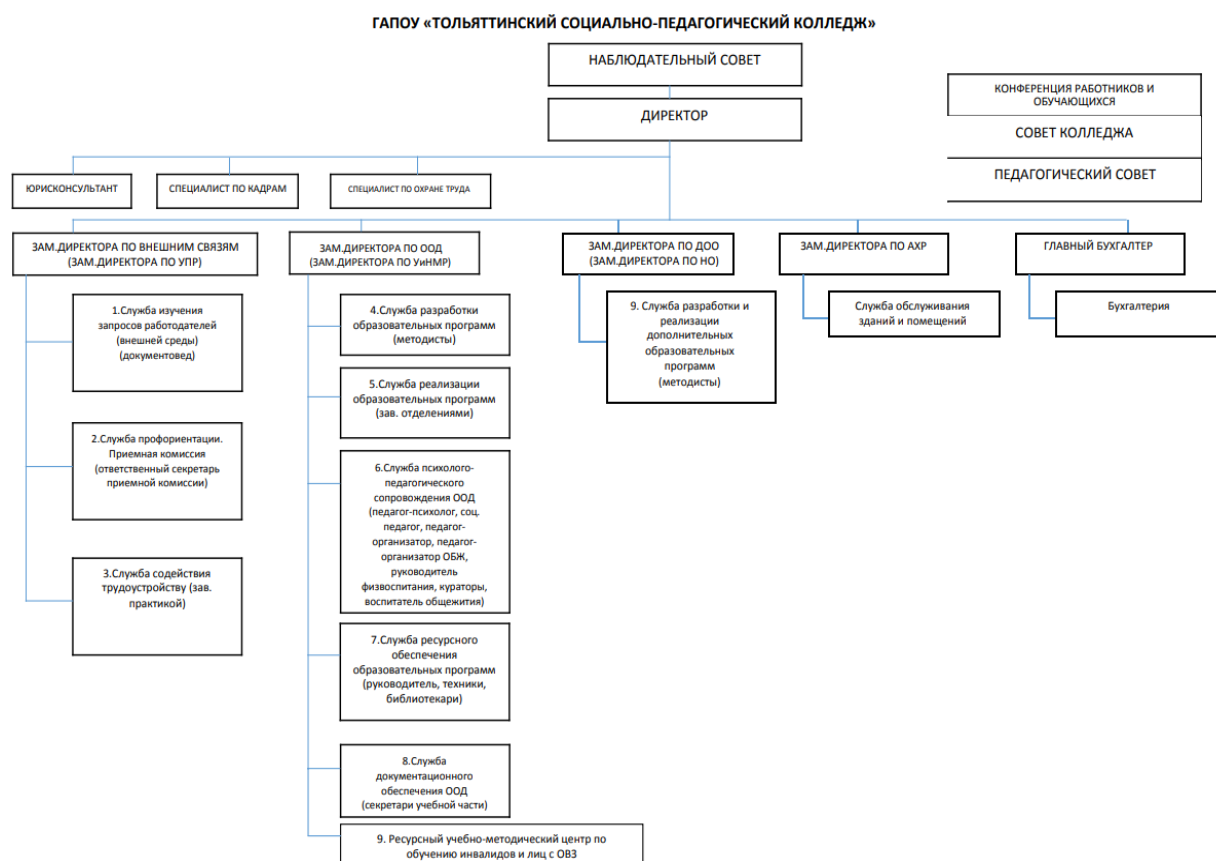 ГАПОУ «ТОЛЬЯТТИНСКИЙ СОЦИАЛЬНО-ПЕДАГОГИЧЕСКИЙ КОЛЛЕДЖ»
НАБЛЮДАТЕЛЬНЫЙ СОВЕТ
ДИРЕКТОР
КОНФЕРЕНЦИЯ РАБОТНИКОВ И
ОБУЧАЮЩИХСЯ
СОВЕТ КОЛЛЕДЖА
ПЕДАГОГИЧЕСКИЙ СОВЕТ
ЮРИСКОНСУЛЬТАНТ
СПЕЦИАЛИСТ ПО КАДРАМ
СПЕЦИАЛИСТ ПО ОХРАНЕ ТРУДА
ЗАМ.ДИРЕКТОРА ПО ВНЕШНИМ СВЯЗЯМ
(ЗАМ.ДИРЕКТОРА ПО УПР)
1.Служба изучения
запросов работодателей
(внешней среды)
(документовед)
2.Служба профориентации.
Приемная комиссия
(ответственный секретарь
приемной комиссии)
3.Служба содействия
трудоустройству (зав.
практикой)
ЗАМ.ДИРЕКТОРА ПО ООД
(ЗАМ.ДИРЕКТОРА ПО УиНМР)
4.Служба разработки
образовательных программ
(методисты)
5.Служба реализации
образовательных программ
(зав. отделениями)
6.Служба психолого-
педагогического
сопровождения ООД
(педагог-психолог, соц.
педагог, педагог-
организатор, педагог-
организатор ОБЖ,
руководитель
физвоспитания, кураторы,
воспитатель общежития)
7.Служба ресурсного
обеспечения
образовательных программ
(руководитель, техники,
библиотекари)
8.Служба
документационного
обеспечения ООД
(секретари учебной части)
9. Ресурсный учебно-методический центр по
обучению инвалидов и лиц с ОВЗ
ЗАМ.ДИРЕКТОРА ПО ДОО
(ЗАМ.ДИРЕКТОРА ПО НО)
9. Служба разработки и
реализации
дополнительных
образовательных
программ
(методисты)
ЗАМ.ДИРЕКТОРА ПО АХР
Служба обслуживания
зданий и помещений
ГЛАВНЫЙ БУХГАЛТЕР
Бухгалтерия